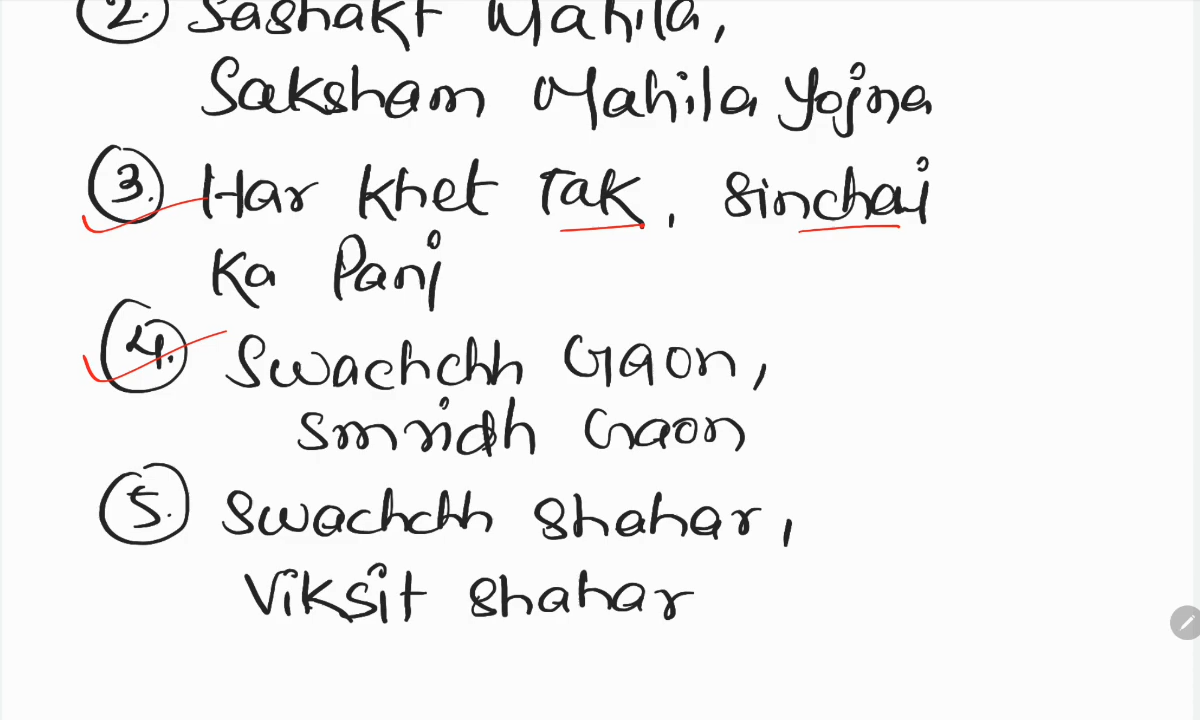 2. Sashakt Mahila,
Saksham Mahila Yojna
3. Har Khet Tak, Sinchai
Ka Pani
4. Swachchh Gaon,
Smridh Gaon
5. Swachchh Shahar,
Viksit Shahar